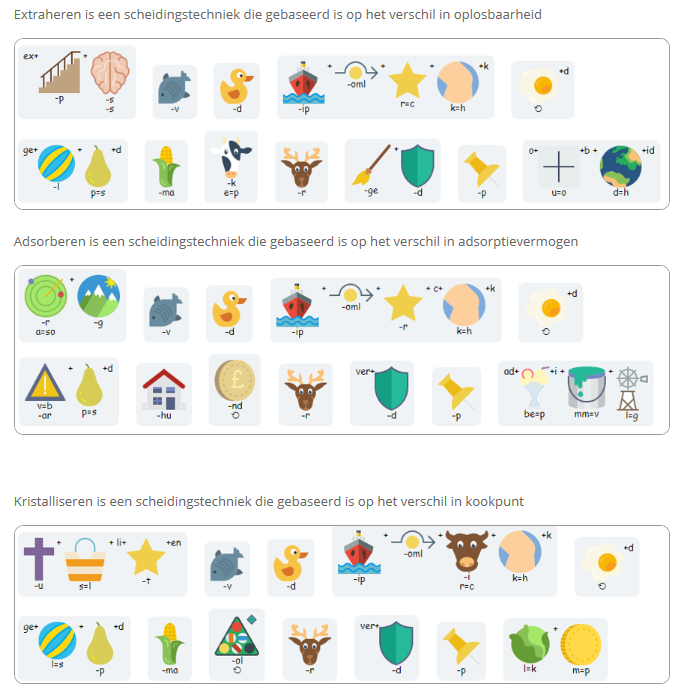 Extraheren is een scheidingstechniek die gebaseerd is op het verschil in oplosbaarheid
ex+ + + -oml + + +k +d
-p -s -s -v -d -ip r=c k=h
ge+ + +d + o+ +b + +id
-l p=s -ma -k e=p -r -ge -d -p u=o d=h
Adsorberen is een scheidingstechniek die gebaseerd is op het verschil in adsorptievermogen
+ + -oml + + c+ +k +d
-r a=so -g -v -d -ip -r k=h
+ +d ver+ ad+ +i + +
v=b -ar p=s -hu -nd -r -d -p be=p mm=v l=g
£
Kristalliseren is een scheidingstechniek die gebaseerd is op het verschil in kookpunt
+ + li+ +en + -oml + + +k +d
-u s=l -t -v -d -ip -l r=c k=h
ge+ + +d ver+ +
l=s -p -ma -ol -r -d -p l=k m=p